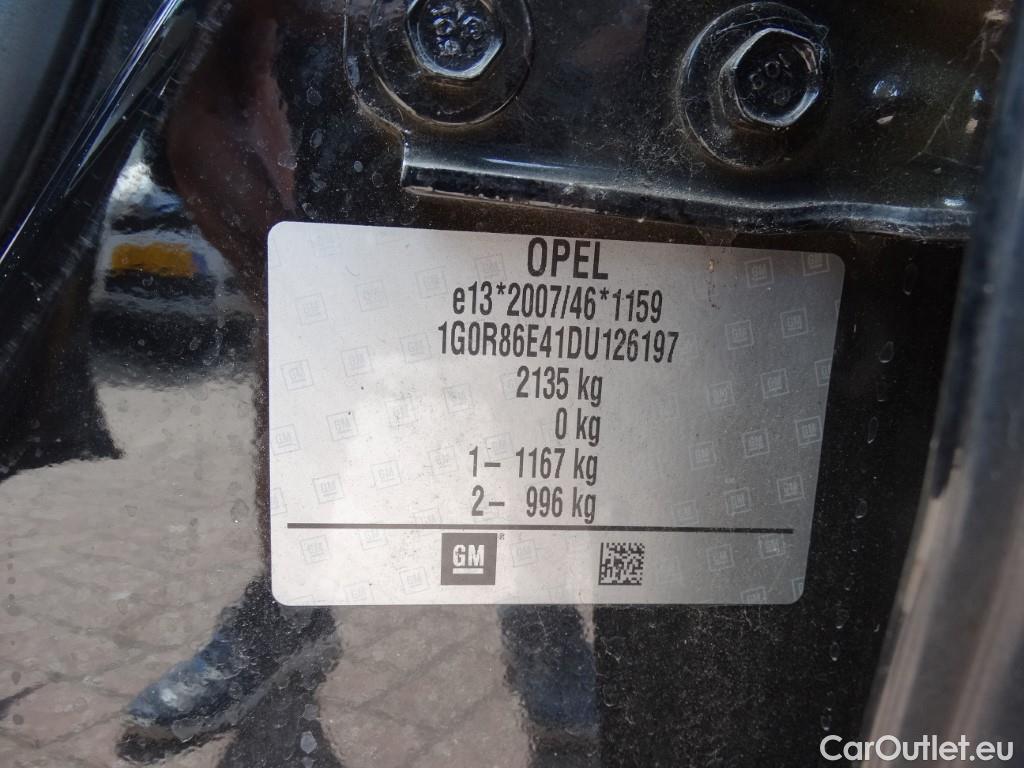 OPEL
e13*2007/46*1159
1G0R86E41DU126197
2135 kg
0 kg
1– 1167 kg
2– 996 kg
GM®
CarOutlet.eu